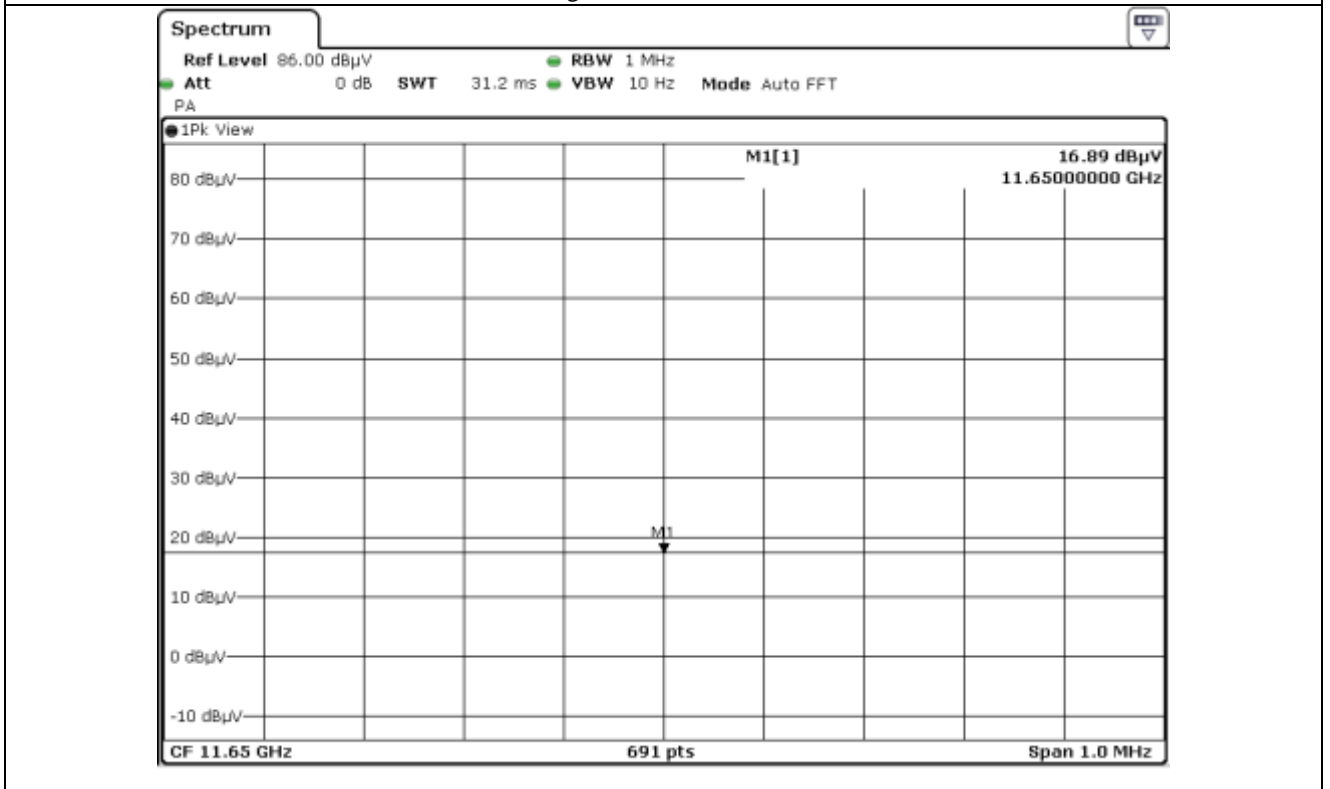 Spectrum
Ref Level 86.00 dBµV RBW 1 MHz
Att 0 dB SWT 31.2 ms VBW 10 Hz Mode Auto FFT
PA
1Pk View
M1[1] 16.89 dBµV
11.65000000 GHz
80 dBµV
70 dBµV
60 dBµV
50 dBµV
40 dBµV
30 dBµV
M1
20 dBµV
10 dBµV
0 dBµV
-10 dBµV
CF 11.65 GHz 691 pts Span 1.0 MHz